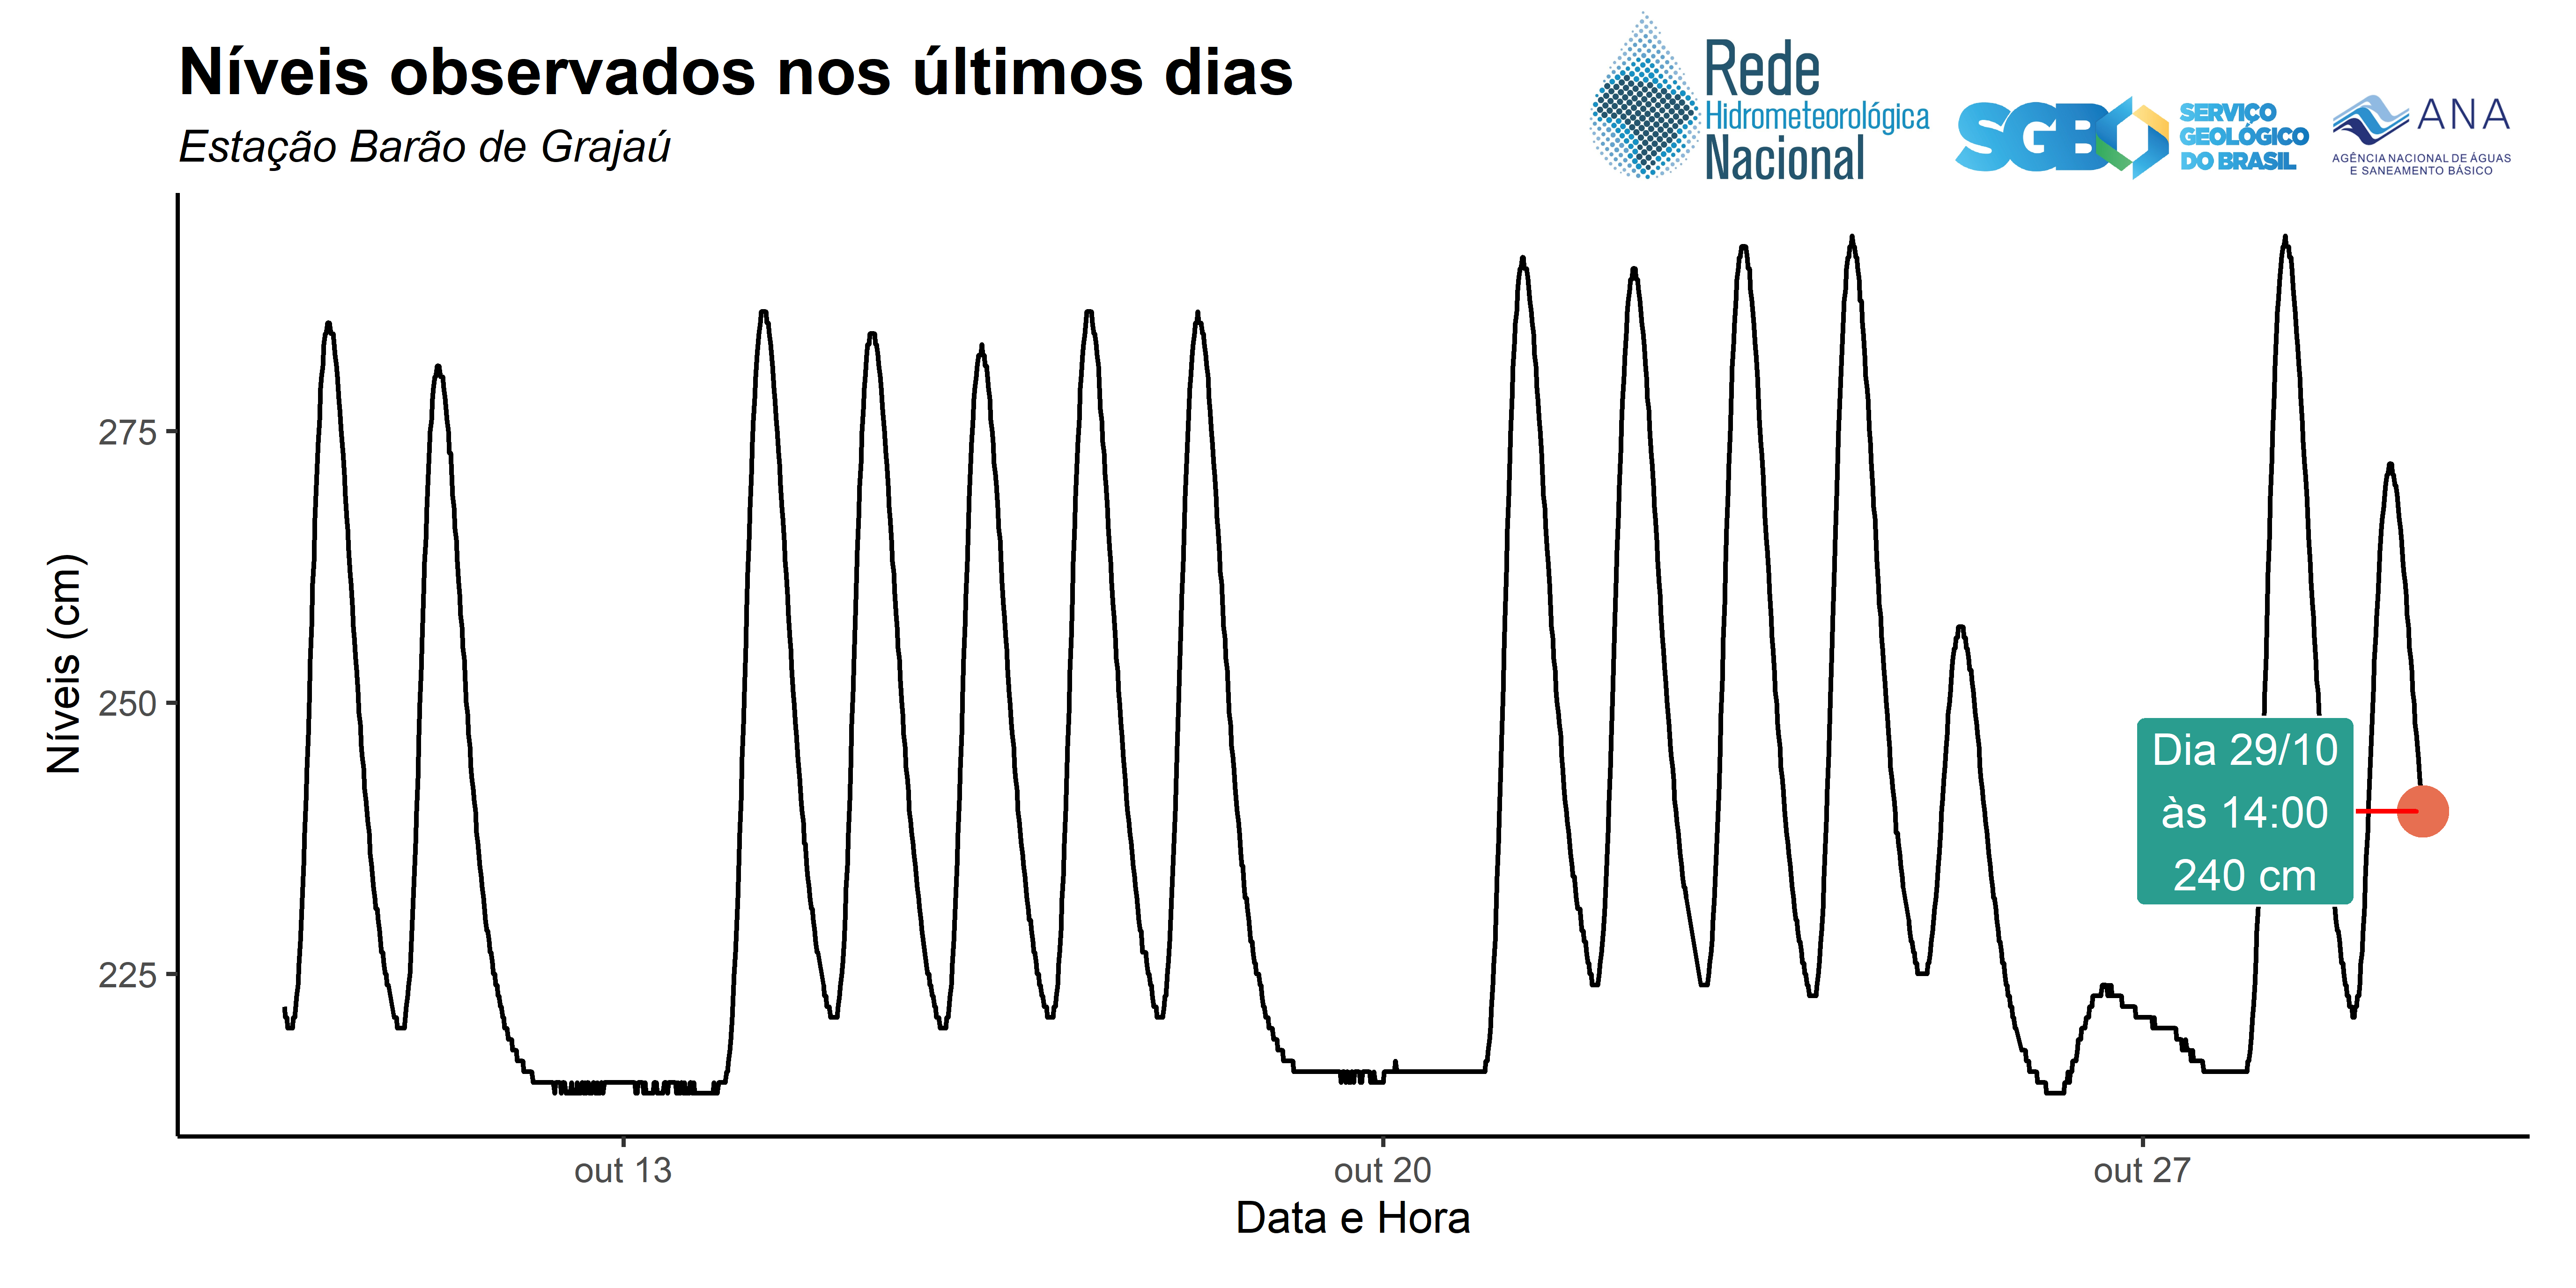 Níveis observados nos últimos dias
Estação Barão de Grajaú
Rede
Hidrometeorológica
Nacional
SGB
SERVIÇO
GEOLÓGICO
DO BRASIL
ANA
AGÊNCIA NACIONAL DE ÁGUAS
E SANEAMENTO BÁSICO
Níveis (cm)
275
250
225
Dia 29/10
às 14:00
240 cm
out 13
out 20
out 27
Data e Hora